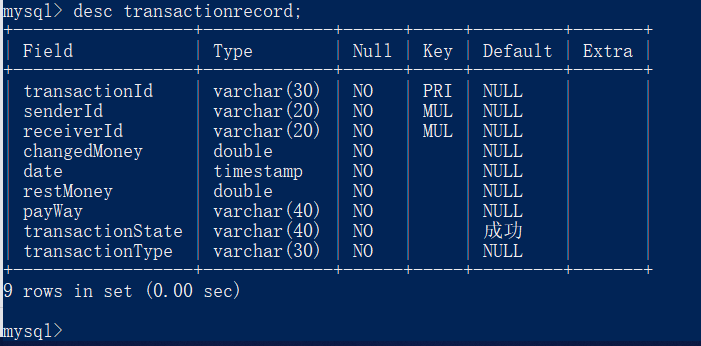 mysql> desc transactionrecord;
+------------------+-------------+------+-----+---------+-------+
| Field            | Type        | Null | Key | Default | Extra |
+------------------+-------------+------+-----+---------+-------+
| transactionId    | varchar(30) | NO   | PRI | NULL    |       |
| senderId         | varchar(20) | NO   | MUL | NULL    |       |
| receiverId       | varchar(20) | NO   | MUL | NULL    |       |
| changedMoney     | double      | NO   |     | NULL    |       |
| date             | timestamp   | NO   |     | NULL    |       |
| restMoney        | double      | NO   |     | NULL    |       |
| payWay           | varchar(40) | NO   |     | NULL    |       |
| transactionState | varchar(40) | NO   |     | 成功    |       |
| transactionType  | varchar(30) | NO   |     | NULL    |       |
+------------------+-------------+------+-----+---------+-------+
9 rows in set (0.00 sec)
mysql>